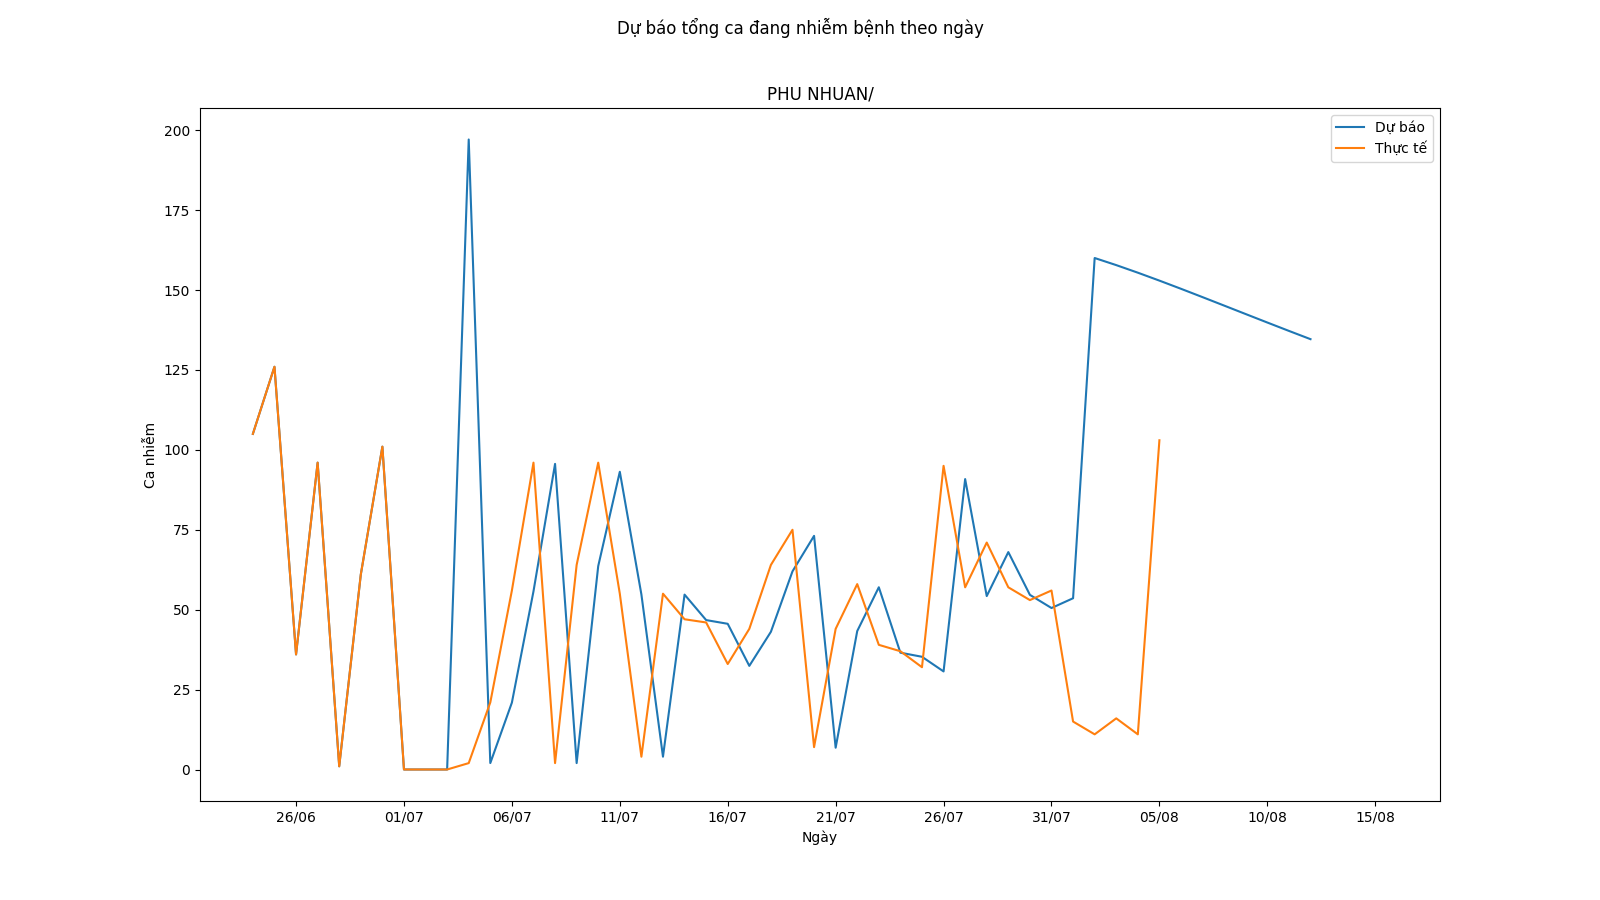 Dự báo tổng ca đang nhiễm bệnh theo ngày
PHU NHUAN/
Dự báo
Thực tế
200
175
150
125
100
75
50
25
0
Ca nhiễm
26/06 01/07 06/07 11/07 16/07 21/07 26/07 31/07 05/08 10/08 15/08
Ngày